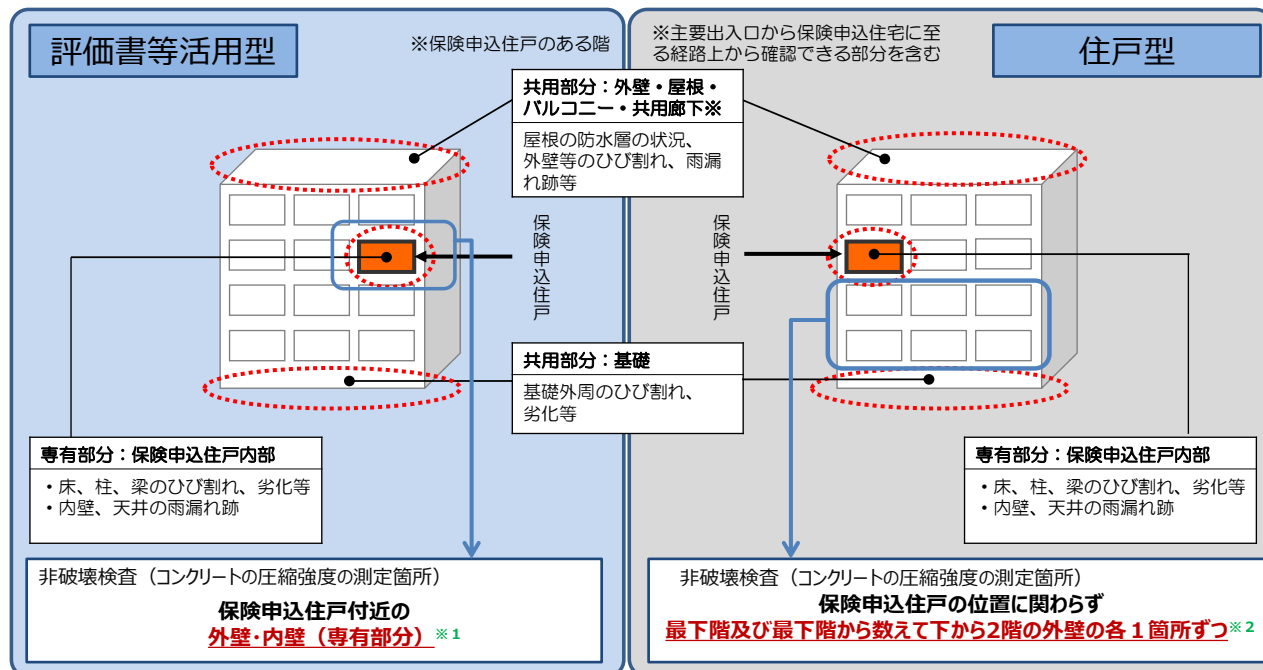 評価書等活用型
※保険申込住戸のある階
※主要出入口から保険申込住宅に至
る経路上から確認できる部分を含む
住戸型
共用部分：外壁・屋根・
バルコニー・共用廊下※
屋根の防水層の状況、
外壁等のひび割れ、雨漏
れ跡等
保険申込住戸
保険申込住戸
共用部分：基礎
基礎外周のひび割れ、
劣化等
専有部分：保険申込住戸内部
・床、柱、梁のひび割れ、劣化等
・内壁、天井の雨漏れ跡
専有部分：保険申込住戸内部
・床、柱、梁のひび割れ、劣化等
・内壁、天井の雨漏れ跡
非破壊検査（コンクリートの圧縮強度の測定箇所）
保険申込住戸付近の
外壁・内壁（専有部分）※１
非破壊検査（コンクリートの圧縮強度の測定箇所）
保険申込住戸の位置に関わらず
最下階及び最下階から数えて下から2階の外壁の各１箇所ずつ※２